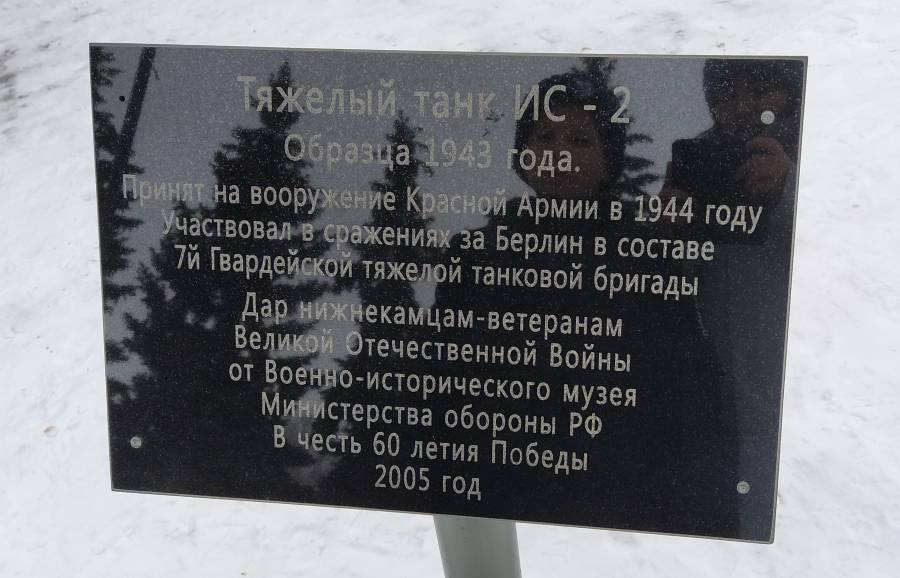 Тяжелый танк ИС - 2
Образца 1943 года.
Принят на вооружение Красной Армии в 1944 году
Участвовал в сражениях за Берлин в составе
7й Гвардейской тяжелой танковой бригады
Дар нижнекамцам-ветеранам
Великой Отечественной Войны
от Военно-исторического музея
Министерства обороны РФ
В честь 60 летия Победы
2005 год